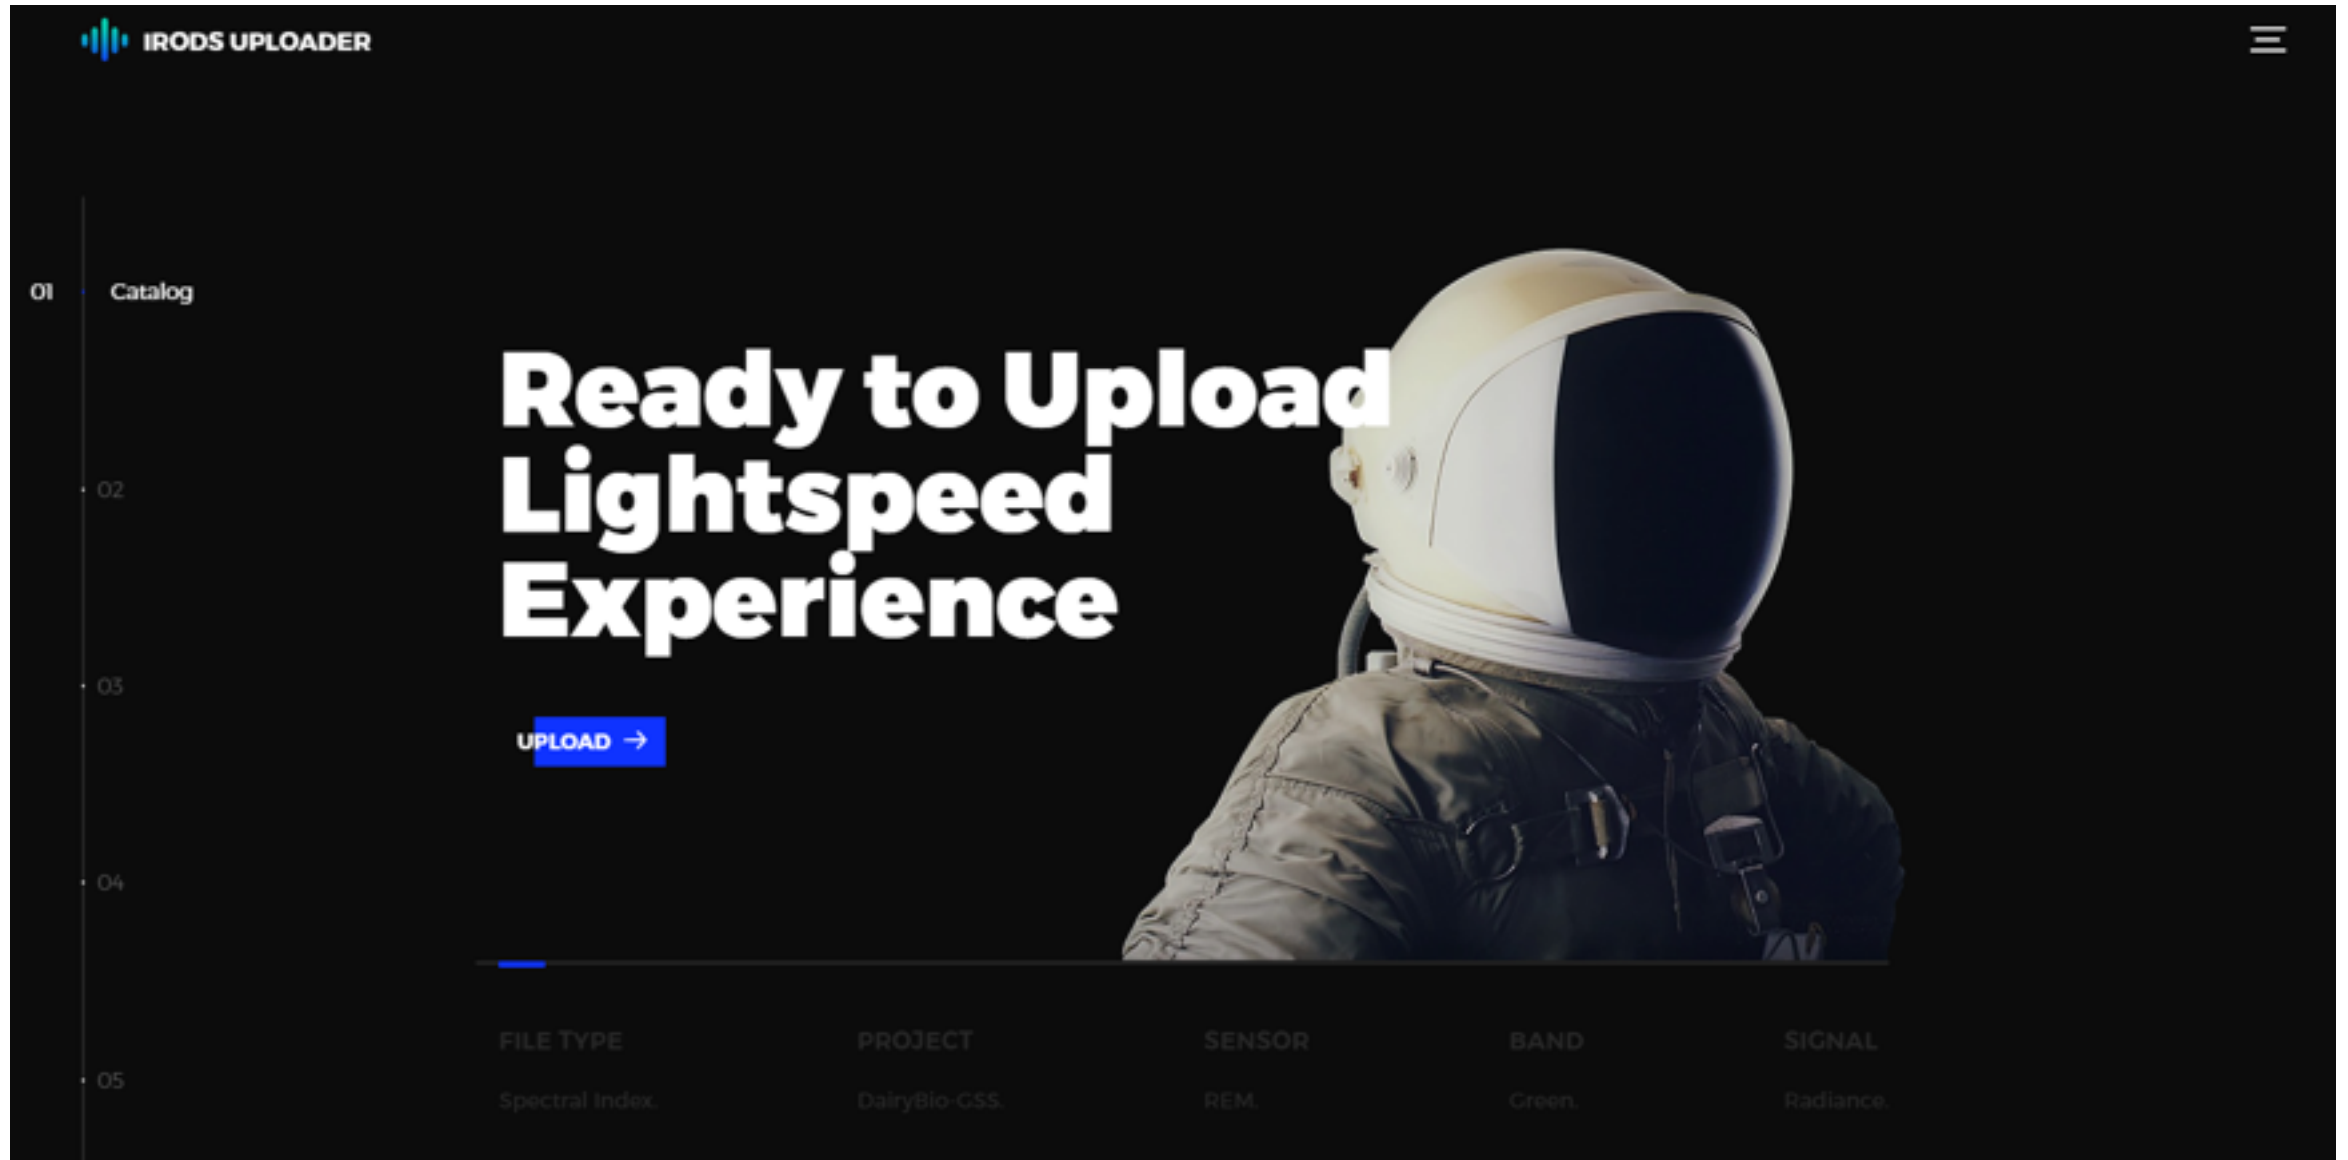 IRODS UPLOADER
01 Catalog
Ready to Upload
Lightspeed
Experience
02
03
UPLOAD →
04
FILE TYPE PROJECT SENSOR BAND SIGNAL
05
Spectral Index. DairyBio-GSS. REM. Green. Radiance.